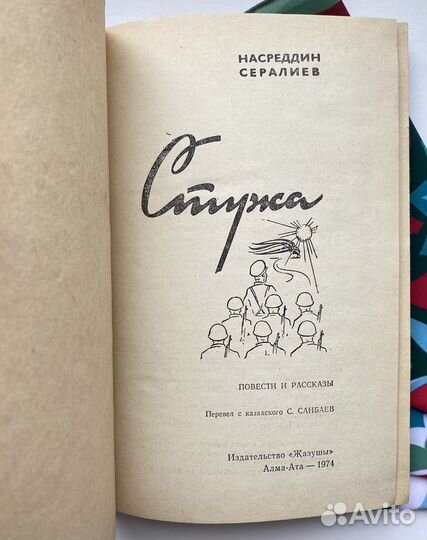 НАСРЕДДИН
СЕРАЛИЕВ
Стужа
ПОВЕСТИ И РАССКАЗЫ
Перевел с казахского С. САНБАЕВ
Издательство «Жазушы»
Алма-Ата — 1974
Avito